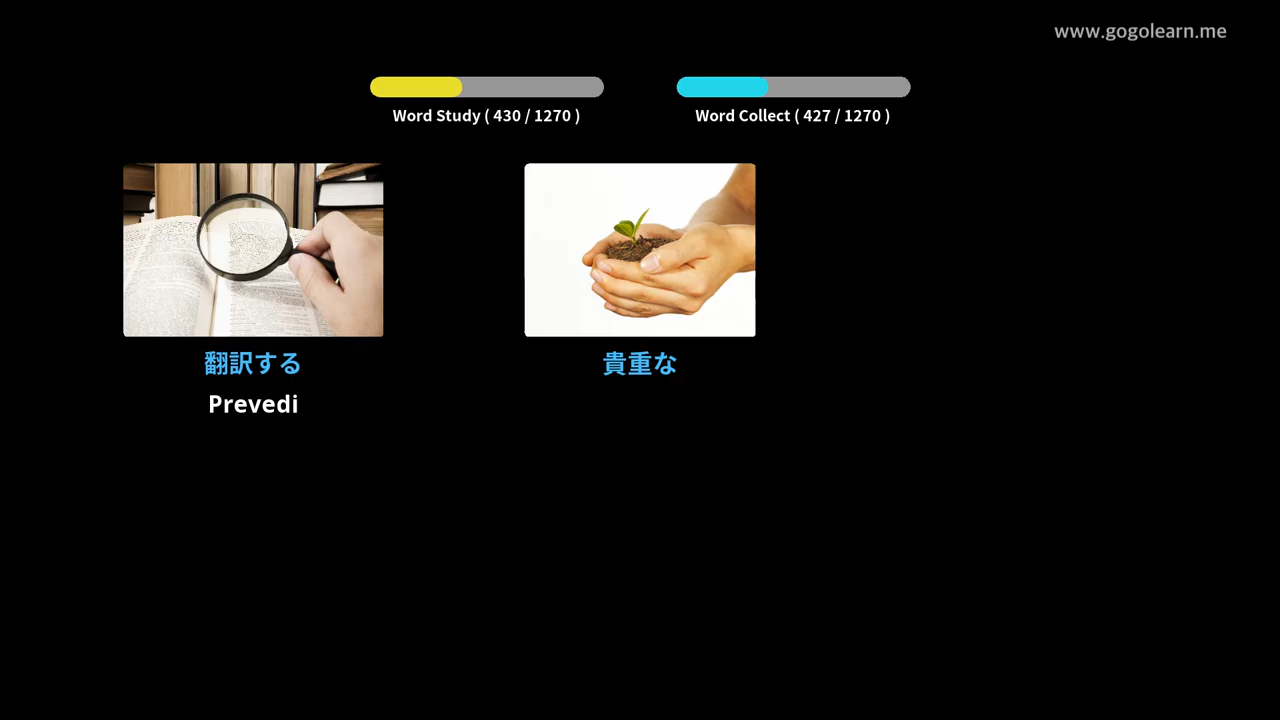 www.gogolearn.me
Word Study ( 430 / 1270 )
Word Collect ( 427 / 1270 )
翻訳する
貴重な
Prevedi